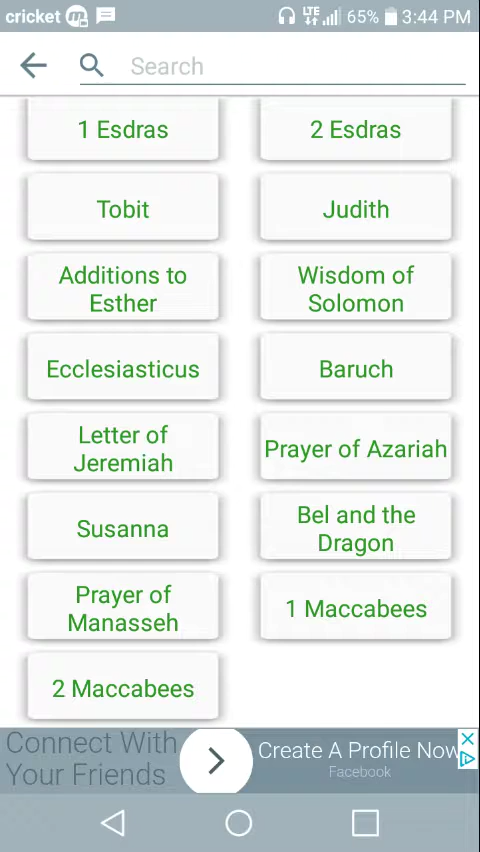 cricket LTE 65% 3:44 PM
Search
1 Esdras
2 Esdras
Tobit
Judith
Additions to
Esther
Wisdom of
Solomon
Ecclesiasticus
Baruch
Letter of
Jeremiah
Prayer of Azariah
Susanna
Bel and the
Dragon
Prayer of
Manasseh
1 Maccabees
2 Maccabees
Connect With
Your Friends
Create A Profile Now
Facebook